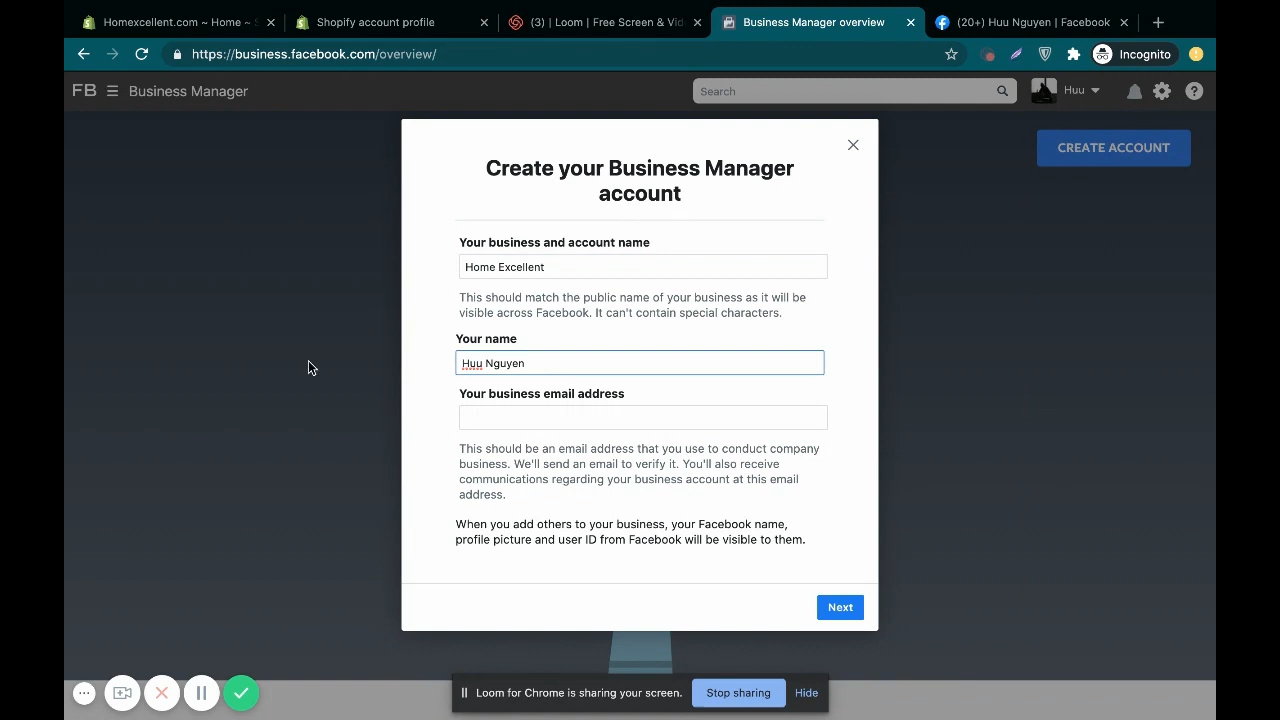 Homexcellent.com ~ Home ~ S
Shopify account profile
(3) | Loom | Free Screen & Vid
Business Manager overview
(20+) Huu Nguyen | Facebook
https://business.facebook.com/overview/
Incognito
FB
Business Manager
Search
Huu
CREATE ACCOUNT
Create your Business Manager
account
Your business and account name
Home Excellent
This should match the public name of your business as it will be
visible across Facebook. It can't contain special characters.
Your name
Huu Nguyen
Your business email address
This should be an email address that you use to conduct company
business. We'll send an email to verify it. You'll also receive
communications regarding your business account at this email
address.
When you add others to your business, your Facebook name,
profile picture and user ID from Facebook will be visible to them.
Next
Loom for Chrome is sharing your screen.
Stop sharing
Hide